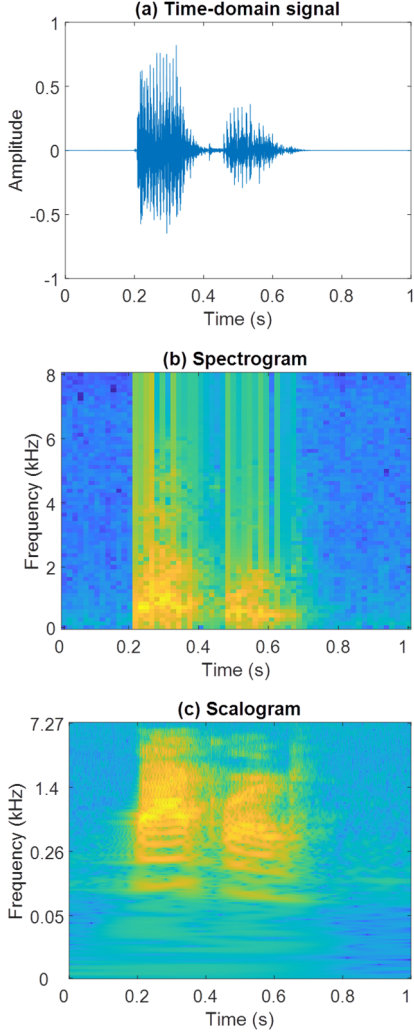 (a) Time-domain signal
1
0.5
0
-0.5
-1
Amplitude
0 0.2 0.4 0.6 0.8 1
Time (s)
(b) Spectrogram
8
6
4
2
0
Frequency (kHz)
0 0.2 0.4 0.6 0.8 1
Time (s)
(c) Scalogram
7.27
1.4
0.26
0.05
0
Frequency (kHz)
0 0.2 0.4 0.6 0.8 1
Time (s)